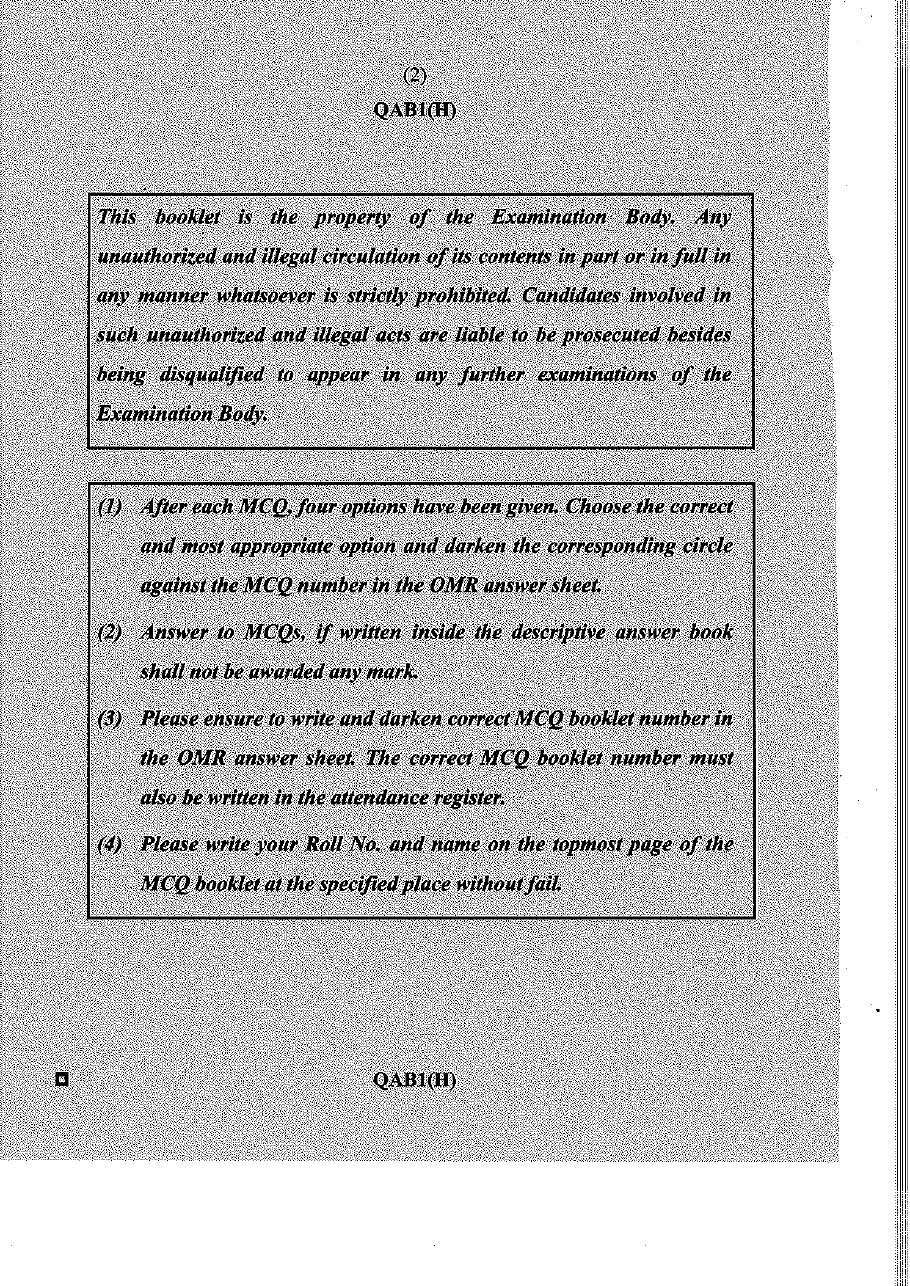 (2)
QAB1(H)
This booklet is the property of the Examination Body. Any
unauthorized and illegal circulation of its contents in part or in full in
any manner whatsoever is strictly prohibited. Candidates involved in
such unauthorized and illegal acts are liable to be prosecuted besides
being disqualified to appear in any further examinations of the
Examination Body.
(1) After each MCQ, four options have been given. Choose the correct
and most appropriate option and darken the corresponding circle
against the MCQ number in the OMR answer sheet.
(2) Answer to MCQs, if written inside the descriptive answer book
shall not be awarded any mark.
(3) Please ensure to write and darken correct MCQ booklet number in
the OMR answer sheet. The correct MCQ booklet number must
also be written in the attendance register.
(4) Please write your Roll No. and name on the topmost page of the
MCQ booklet at the specified place without fail.
QAB1(H)